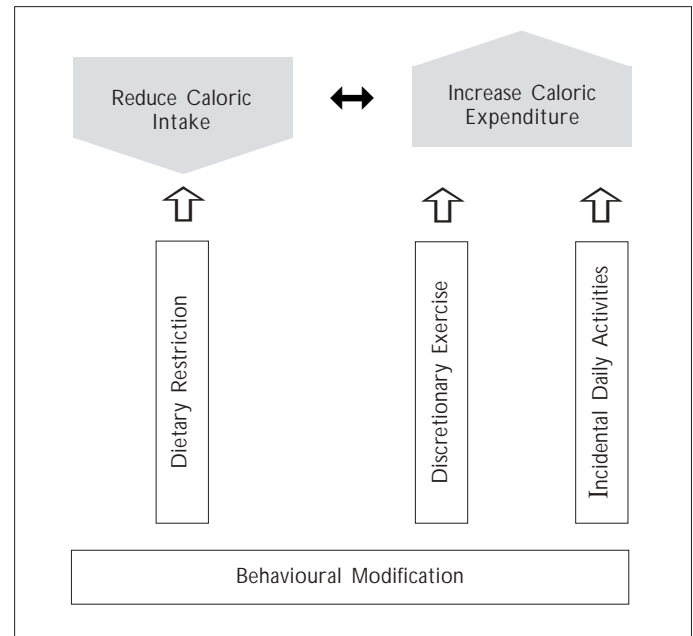 Reduce Caloric
Intake
Increase Caloric
Expenditure
Dietary Restriction
Discretionary Exercise
Incidental Daily Activities
Behavioural Modification